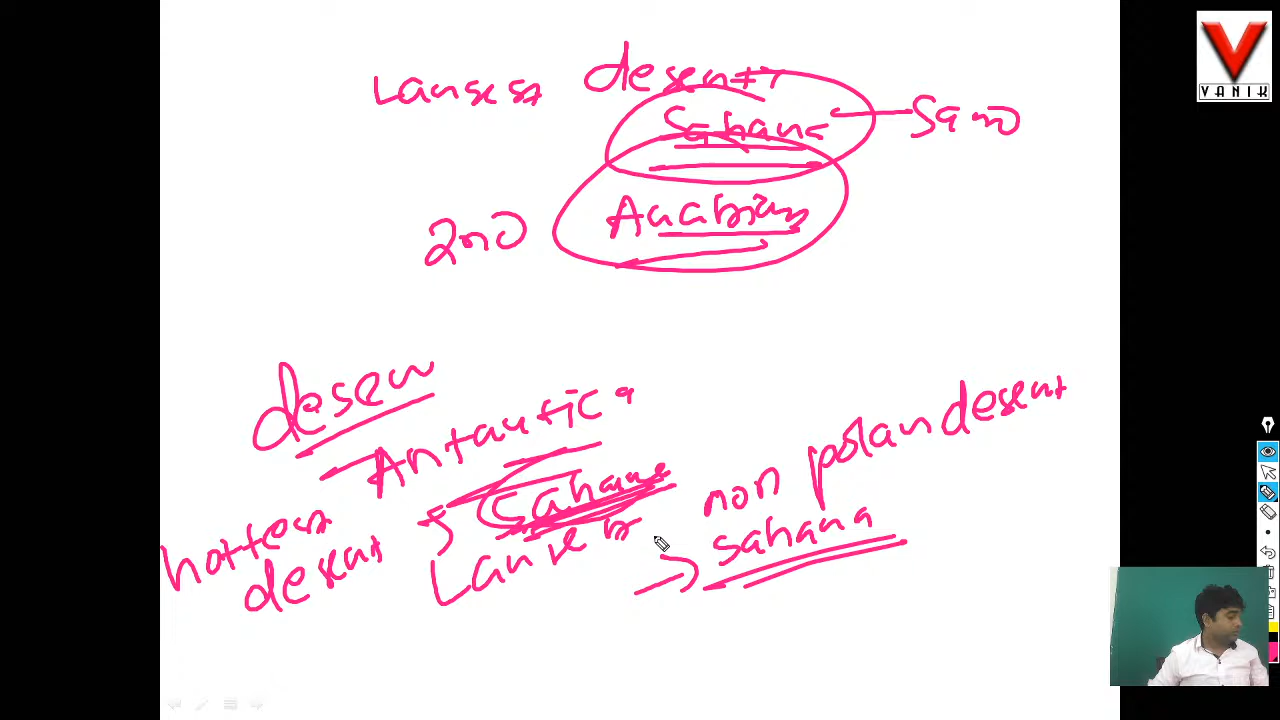 Largest desert
Sahara
Sand
2nd
Arabian
desert
Antarctica
Sahara
hottest
desert
Largest
non polar desert
Sahara
VANIK